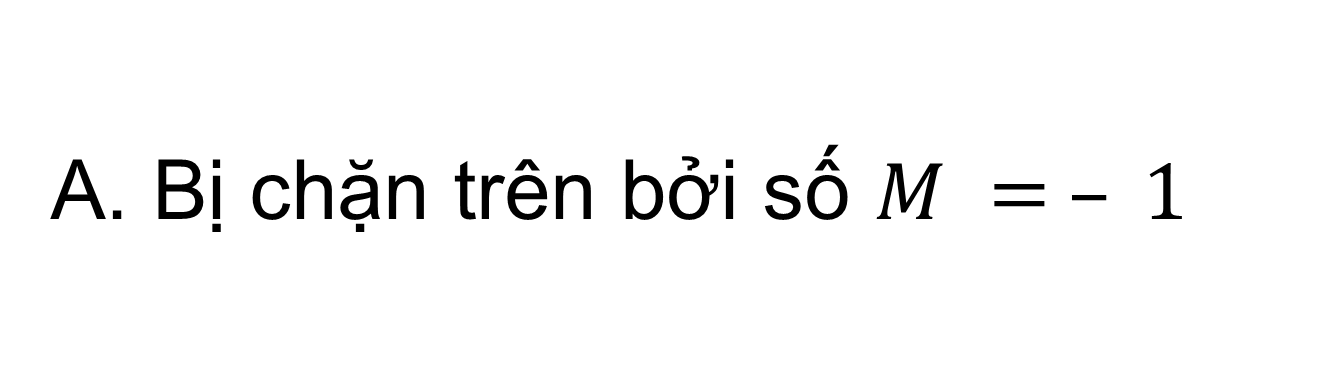 A. Bị chặn trên bởi số M = – 1